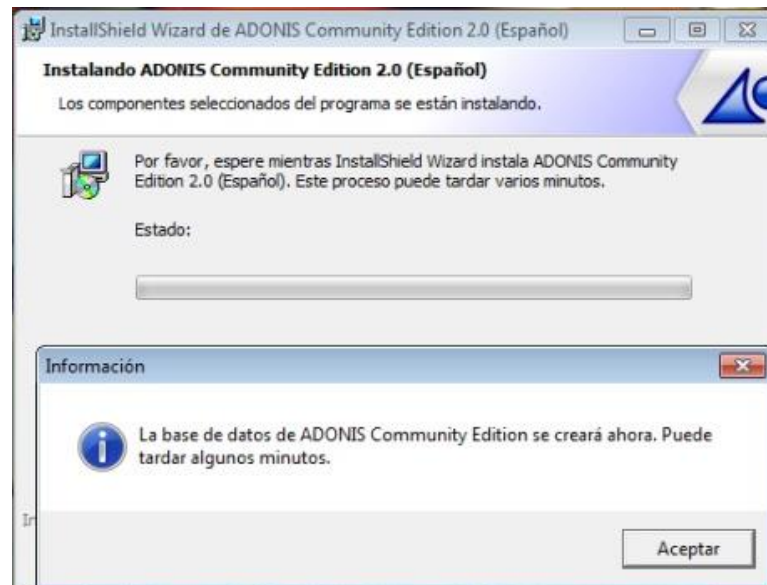 InstallShield Wizard de ADONIS Community Edition 2.0 (Español)
Instalando ADONIS Community Edition 2.0 (Español)
Los componentes seleccionados del programa se están instalando.
Por favor, espere mientras InstallShield Wizard instala ADONIS Community
Edition 2.0 (Español). Este proceso puede tardar varios minutos.
Estado:
Información
La base de datos de ADONIS Community Edition se creará ahora. Puede
tardar algunos minutos.
Aceptar